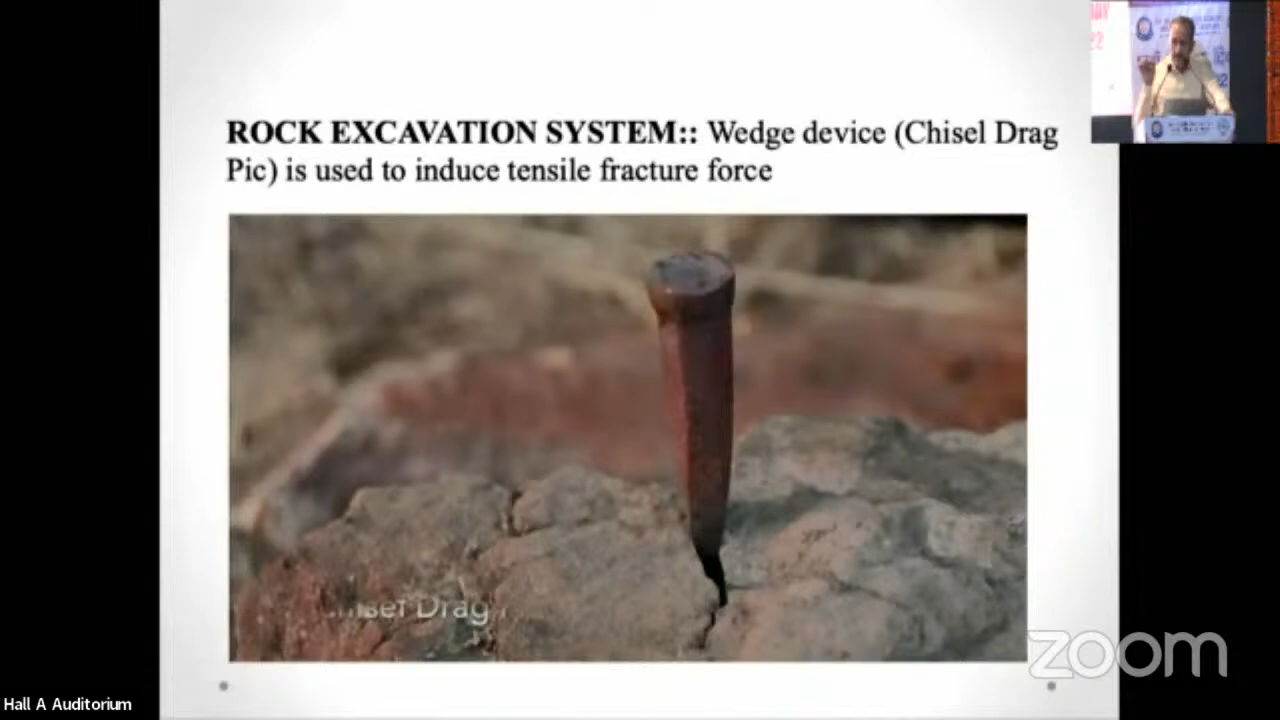 ROCK EXCAVATION SYSTEM:: Wedge device (Chisel Drag
Pic) is used to induce tensile fracture force
Drag
zoom
Hall A Auditorium